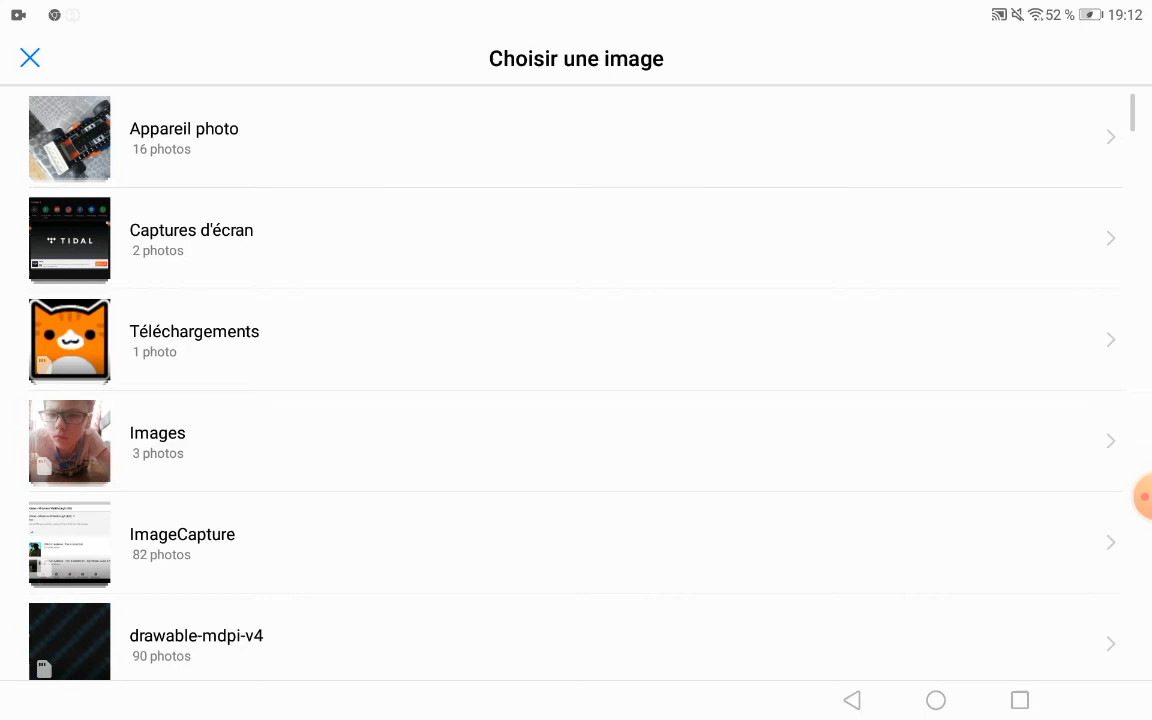 52 % 19:12
Choisir une image
Appareil photo
16 photos
Captures d'écran
2 photos
TIDAL
Téléchargements
1 photo
Images
3 photos
ImageCapture
82 photos
drawable-mdpi-v4
90 photos